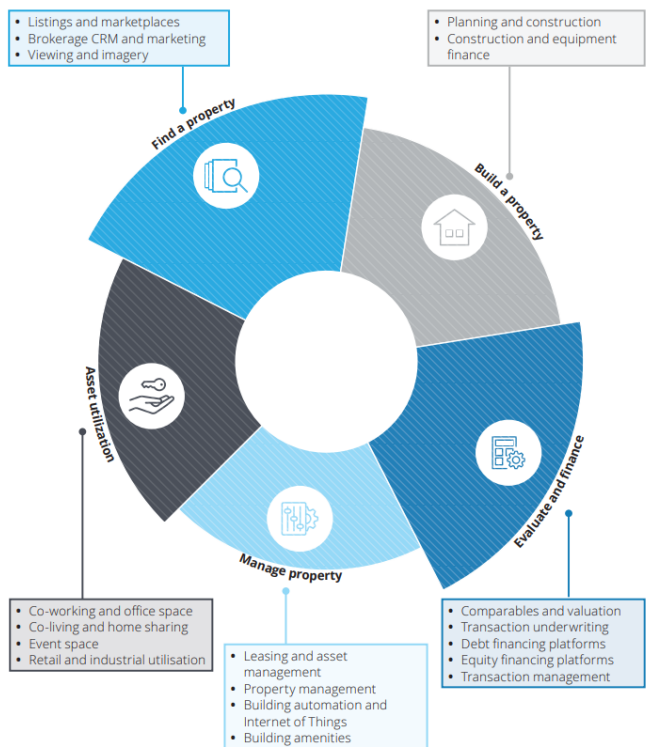 • Listings and marketplaces
• Brokerage CRM and marketing
• Viewing and imagery
• Planning and construction
• Construction and equipment
finance
Find a property
Build a property
Asset utilization
Evaluate and finance
Manage property
• Co-working and office space
• Co-living and home sharing
• Event space
• Retail and industrial utilisation
• Leasing and asset
management
• Property management
• Building automation and
Internet of Things
• Building amenities
• Comparables and valuation
• Transaction underwriting
• Debt financing platforms
• Equity financing platforms
• Transaction management